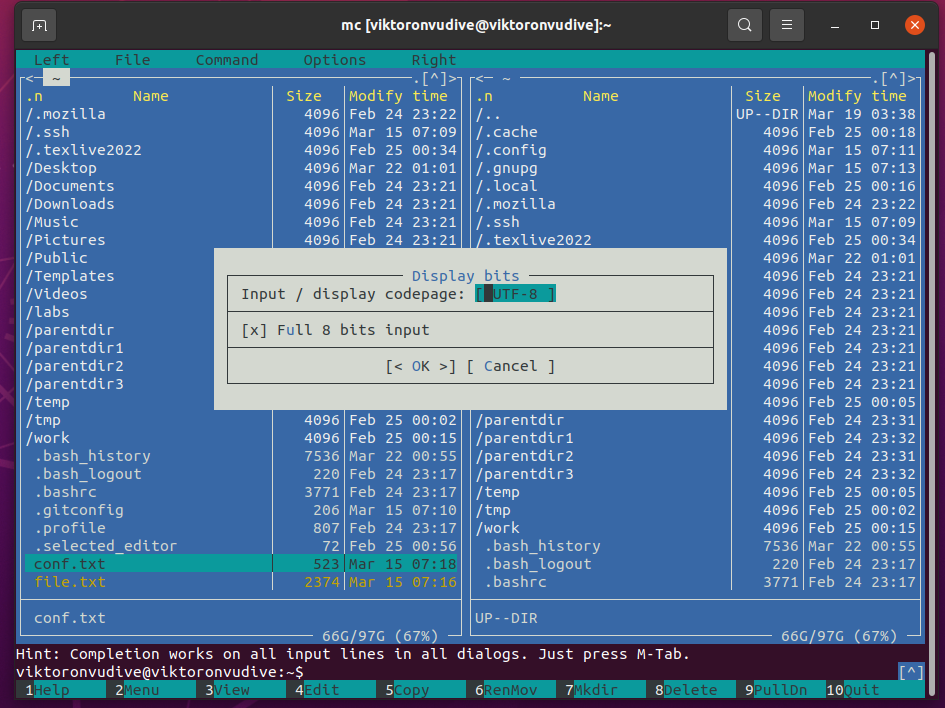 mc [viktoronvudive@viktoronvudive]:~
Left File Command Options Right
<- ~ .[^]> <- ~ .[^]>
.n Name Size Modify time .n Name Size Modify time
/.mozilla 4096 Feb 24 23:22 /.. UP--DIR Mar 19 03:38
/.ssh 4096 Mar 15 07:09 /.cache 4096 Feb 25 00:18
/.texlive2022 4096 Feb 25 00:34 /.config 4096 Mar 15 07:11
/Desktop 4096 Mar 22 01:01 /.gnupg 4096 Mar 15 07:13
/Documents 4096 Feb 24 23:21 /.local 4096 Feb 25 00:16
/Downloads 4096 Feb 24 23:21 /.mozilla 4096 Feb 24 23:22
/Music 4096 Feb 24 23:21 /.ssh 4096 Mar 15 07:09
/Pictures 4096 Feb 24 23:21 /.texlive2022 4096 Feb 25 00:34
/Public 4096 Mar 22 01:01
/Templates Display bits 4096 Feb 24 23:21
/Videos Input / display codepage: [ UTF-8 ] 4096 Feb 24 23:21
/labs 4096 Feb 24 23:21
/parentdir [x] Full 8 bits input 4096 Feb 24 23:21
/parentdir1 4096 Feb 24 23:21
/parentdir2 [< OK >] [ Cancel ] 4096 Feb 24 23:21
/parentdir3 4096 Feb 24 23:21
/temp 4096 Feb 25 00:05
/tmp 4096 Feb 25 00:02 /parentdir 4096 Feb 24 23:31
/work 4096 Feb 25 00:15 /parentdir1 4096 Feb 24 23:32
.bash_history 7536 Mar 22 00:55 /parentdir2 4096 Feb 24 23:31
.bash_logout 220 Feb 24 23:17 /parentdir3 4096 Feb 24 23:32
.bashrc 3771 Feb 24 23:17 /temp 4096 Feb 25 00:05
.gitconfig 206 Mar 15 07:10 /tmp 4096 Feb 25 00:02
.profile 807 Feb 24 23:17 /work 4096 Feb 25 00:15
.selected_editor 72 Feb 25 00:56 .bash_history 7536 Mar 22 00:55
conf.txt 523 Mar 15 07:18 .bash_logout 220 Feb 24 23:17
file.txt 2374 Mar 15 07:16 .bashrc 3771 Feb 24 23:17
conf.txt UP--DIR
66G/97G (67%) 66G/97G (67%)
Hint: Completion works on all input lines in all dialogs. Just press M-Tab.
viktoronvudive@viktoronvudive:~$ [^]
1Help 2Menu 3View 4Edit 5Copy 6RenMov 7Mkdir 8Delete 9PullDn 10Quit